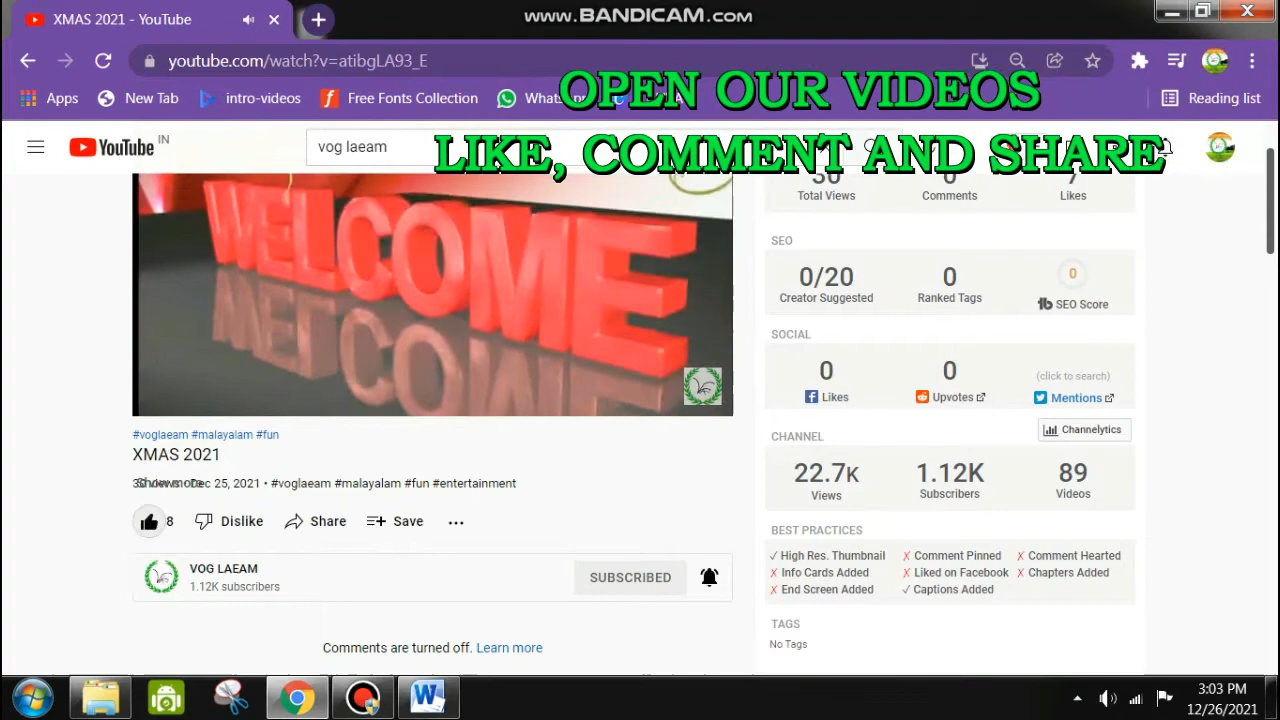 WWW.BANDICAM.COM
XMAS 2021 - YouTube
youtube.com/watch?v=atibgLA93_E
Apps
New Tab
intro-videos
Free Fonts Collection
Reading list
OPEN OUR VIDEOS
LIKE, COMMENT AND SHARE
YouTube IN
vog laeam
WELCOME
Total Views
Comments
Likes
SEO
0/20
0
0
Creator Suggested
Ranked Tags
SEO Score
SOCIAL
0
0
(click to search)
Likes
Upvotes
Mentions
CHANNEL
Channelytics
22.7K
1.12K
89
Views
Subscribers
Videos
BEST PRACTICES
✓ High Res. Thumbnail
✗ Comment Pinned
✗ Comment Hearted
✗ Info Cards Added
✗ Liked on Facebook
✗ Chapters Added
✗ End Screen Added
✓ Captions Added
TAGS
No Tags
#voglaeam #malayalam #fun
XMAS 2021
Dec 25, 2021 • #voglaeam #malayalam #fun #entertainment
8
Dislike
Share
Save
VOG LAEAM
1.12K subscribers
SUBSCRIBED
Comments are turned off. Learn more
3:03 PM
12/26/2021